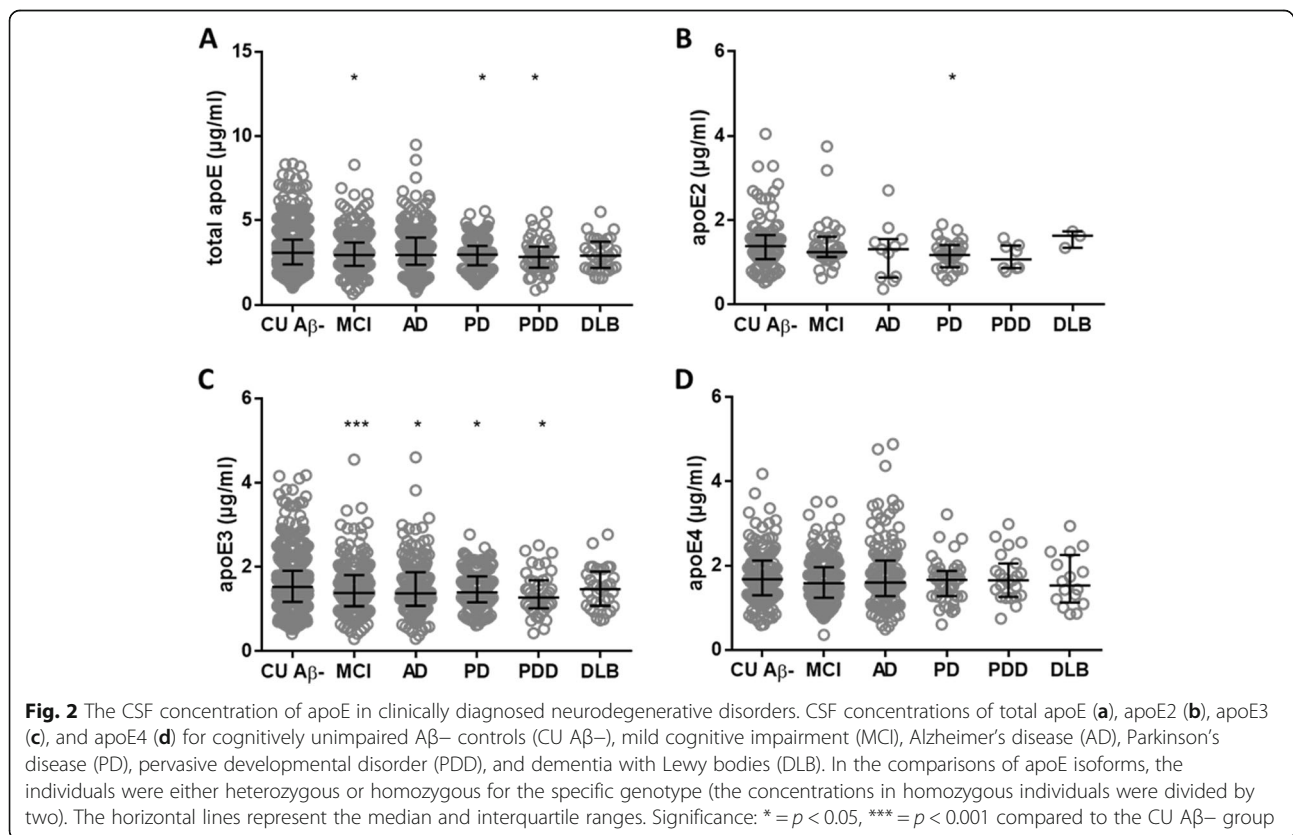 A
B
15
10
5
0
total apoE (µg/ml)
*
*
*
CU Aβ-
MCI
AD
PD
PDD
DLB
6
4
2
0
apoE2 (µg/ml)
*
CU Aβ-
MCI
AD
PD
PDD
DLB
C
D
6
4
2
0
apoE3 (µg/ml)
***
*
*
*
CU Aβ-
MCI
AD
PD
PDD
DLB
6
4
2
0
apoE4 (µg/ml)
CU Aβ-
MCI
AD
PD
PDD
DLB
Fig. 2 The CSF concentration of apoE in clinically diagnosed neurodegenerative disorders. CSF concentrations of total apoE (a), apoE2 (b), apoE3
(c), and apoE4 (d) for cognitively unimpaired Aβ− controls (CU Aβ−), mild cognitive impairment (MCI), Alzheimer's disease (AD), Parkinson's
disease (PD), pervasive developmental disorder (PDD), and dementia with Lewy bodies (DLB). In the comparisons of apoE isoforms, the
individuals were either heterozygous or homozygous for the specific genotype (the concentrations in homozygous individuals were divided by
two). The horizontal lines represent the median and interquartile ranges. Significance: * = p < 0.05, *** = p < 0.001 compared to the CU Aβ− group